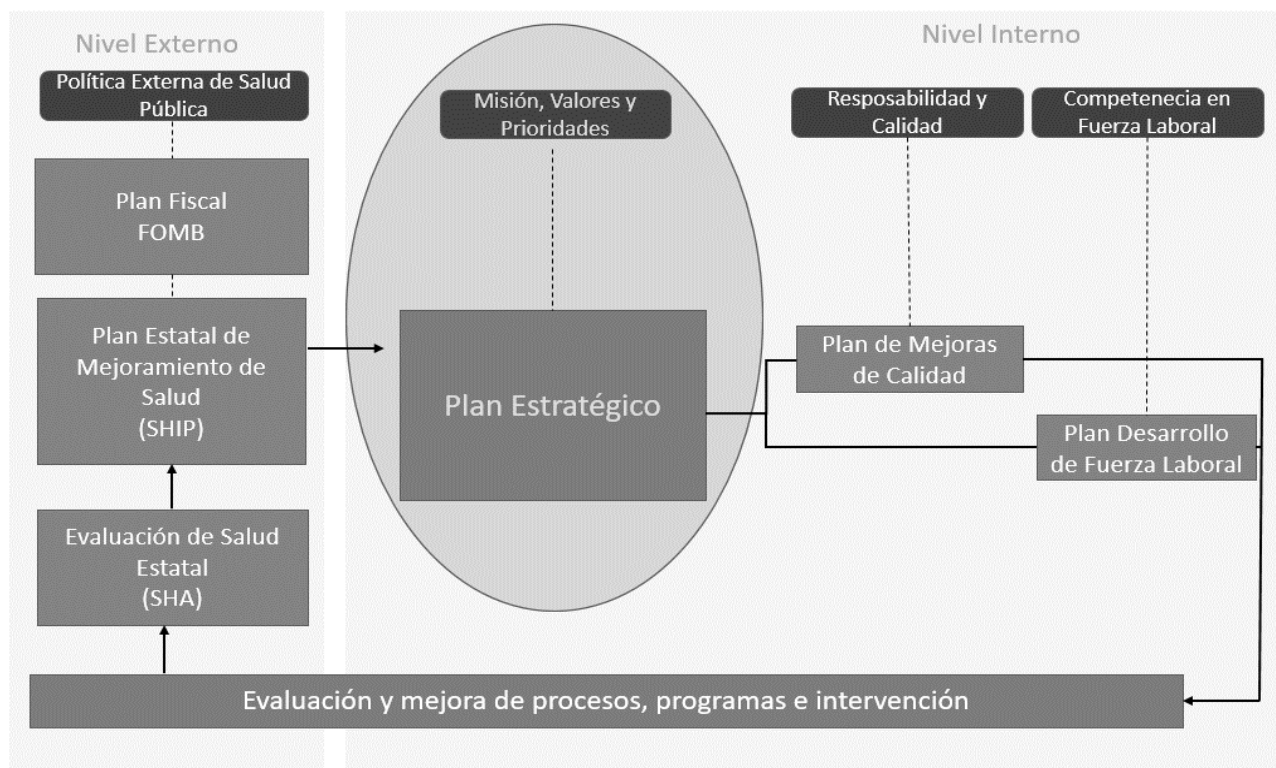 Nivel Externo
Política Externa de Salud
Pública
Plan Fiscal
FOMB
Plan Estatal de
Mejoramiento de
Salud
(SHIP)
Evaluación de Salud
Estatal
(SHA)
Nivel Interno
Misión, Valores y
Prioridades
Plan Estratégico
Resposabilidad y
Calidad
Plan de Mejoras
de Calidad
Competenecia en
Fuerza Laboral
Plan Desarrollo
de Fuerza Laboral
Evaluación y mejora de procesos, programas e intervención